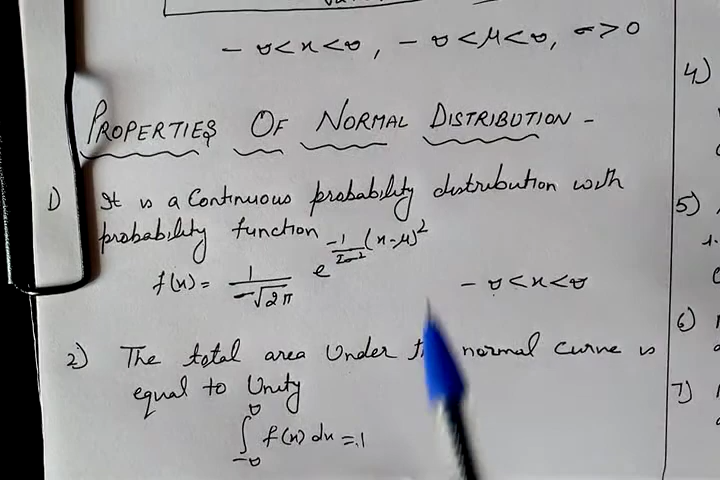 - ∞<x<∞, - ∞<μ<∞, σ>0
PROPERTIES OF NORMAL DISTRIBUTION -
1) It is a Continuous probability distribution with
probability function
f(x) = 1/σ√2π e^-1/2σ² (x-μ)² - ∞<x<∞
2) The total area Under normal curve is
equal to Unity
∫_-∞^∞ f(x) dx = 1
4)
5)
6)
7)